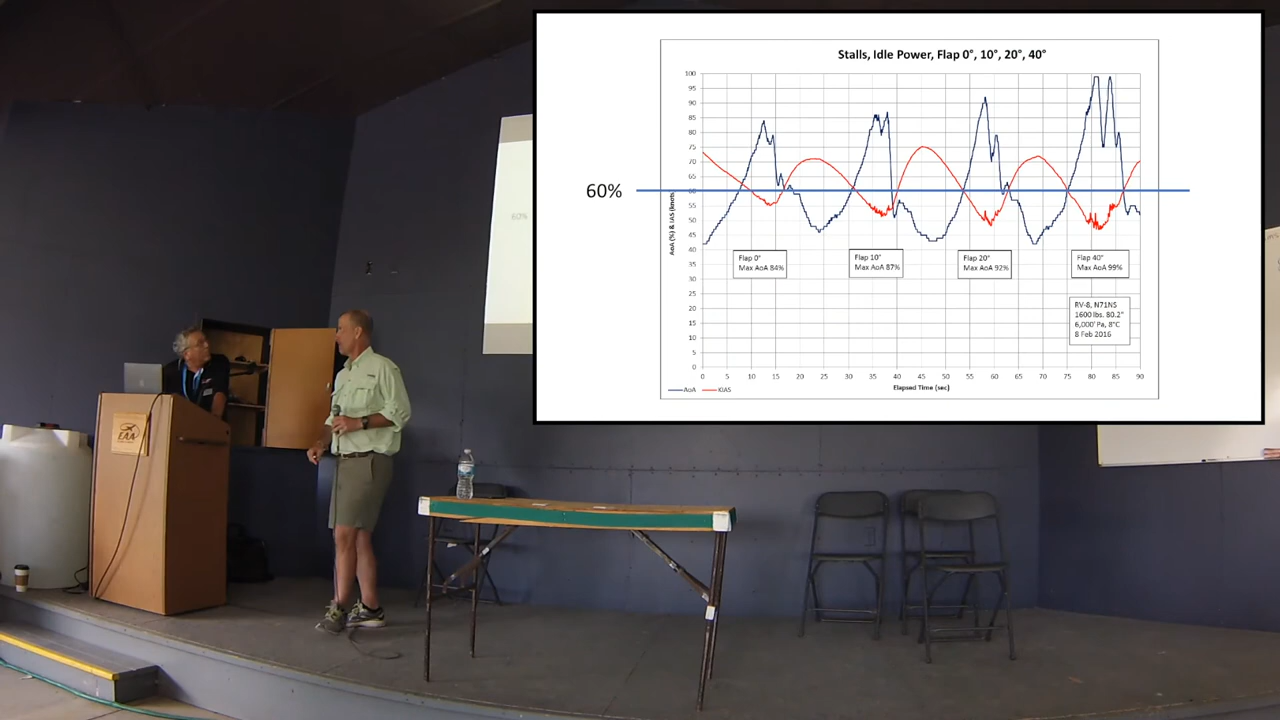 Stalls, Idle Power, Flap 0°, 10°, 20°, 40°
100
95
90
85
80
75
70
65
60
55
50
45
40
35
30
25
20
15
10
5
0
60%
60%
AoA (%) & IAS (knots
Flap 0°
Max AoA 84%
Flap 10°
Max AoA 87%
Flap 20°
Max AoA 92%
Flap 40°
Max AoA 99%
RV-8, N71NS
1600 lbs. 80.2"
6,000' Pa, 8°C
8 Feb 2016
0 5 10 15 20 25 30 35 40 45 50 55 60 65 70 75 80 85 90
Elapsed Time (sec)
AoA KIAS
EAA